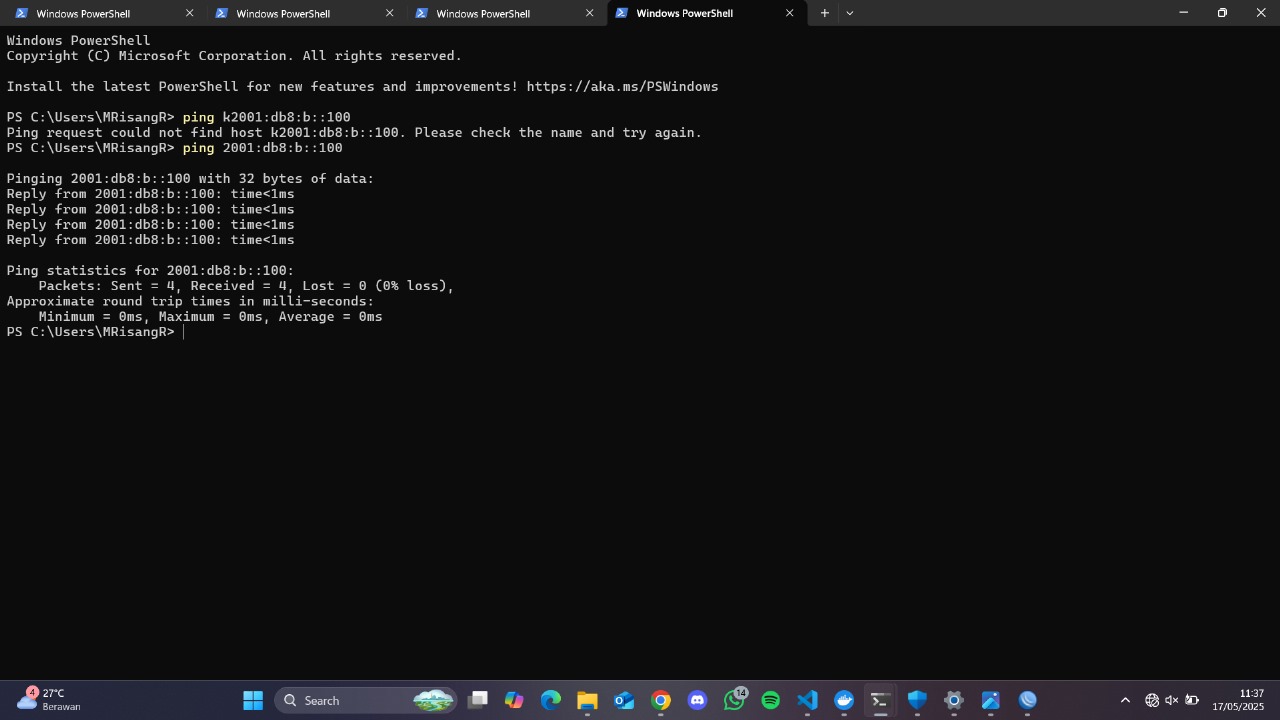 Windows PowerShell
Windows PowerShell
Windows PowerShell
Windows PowerShell
Windows PowerShell
Copyright (C) Microsoft Corporation. All rights reserved.
Install the latest PowerShell for new features and improvements! https://aka.ms/PSWindows
PS C:\Users\MRisangR> ping k2001:db8:b::100
Ping request could not find host k2001:db8:b::100. Please check the name and try again.
PS C:\Users\MRisangR> ping 2001:db8:b::100
Pinging 2001:db8:b::100 with 32 bytes of data:
Reply from 2001:db8:b::100: time<1ms
Reply from 2001:db8:b::100: time<1ms
Reply from 2001:db8:b::100: time<1ms
Reply from 2001:db8:b::100: time<1ms
Ping statistics for 2001:db8:b::100:
    Packets: Sent = 4, Received = 4, Lost = 0 (0% loss),
Approximate round trip times in milli-seconds:
    Minimum = 0ms, Maximum = 0ms, Average = 0ms
PS C:\Users\MRisangR>
4
27°C
Berawan
Search
14
11:37
17/05/2025